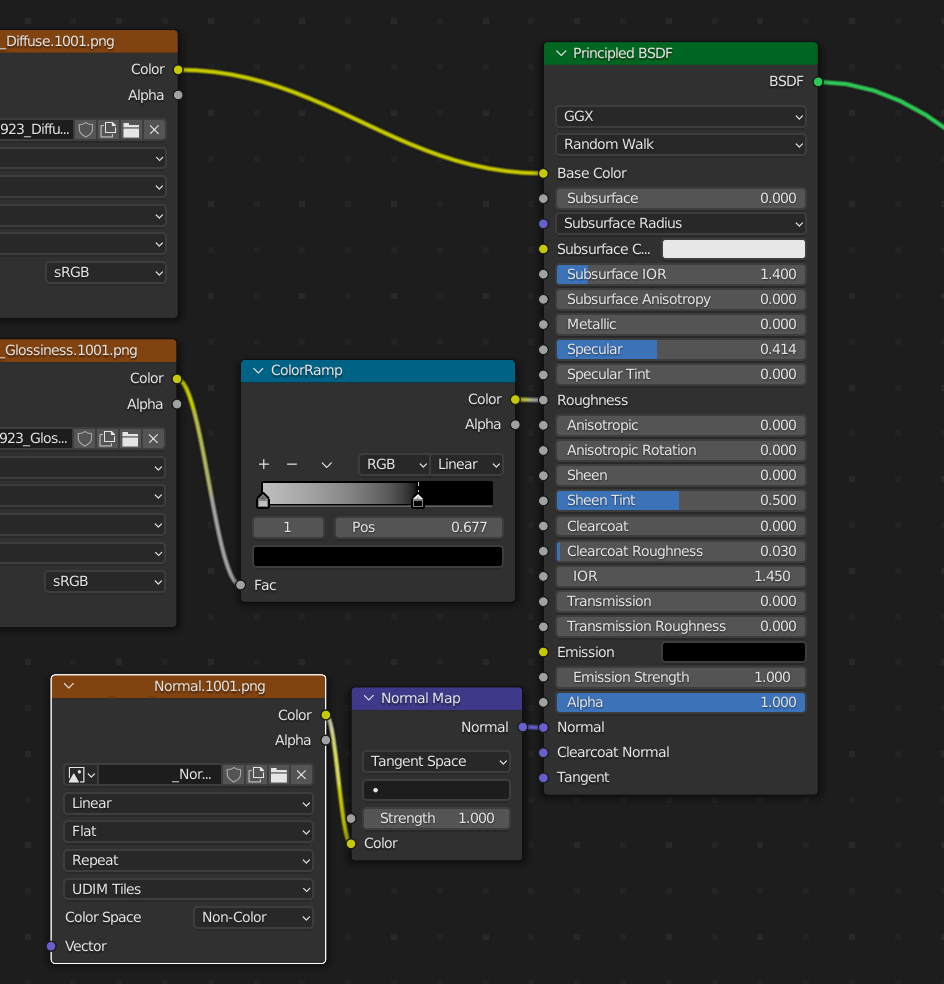 _Diffuse.1001.png
Color
Alpha
923_Diffu...
sRGB
_Glossiness.1001.png
Color
Alpha
923_Glos...
sRGB
ColorRamp
Color
Alpha
RGB
Linear
1
Pos 0.677
Fac
Normal.1001.png
Color
Alpha
_Nor...
Linear
Flat
Repeat
UDIM Tiles
Color Space Non-Color
Vector
Normal Map
Normal
Tangent Space
Strength 1.000
Color
Principled BSDF
BSDF
GGX
Random Walk
Base Color
Subsurface 0.000
Subsurface Radius
Subsurface C...
Subsurface IOR 1.400
Subsurface Anisotropy 0.000
Metallic 0.000
Specular 0.414
Specular Tint 0.000
Roughness
Anisotropic 0.000
Anisotropic Rotation 0.000
Sheen 0.000
Sheen Tint 0.500
Clearcoat 0.000
Clearcoat Roughness 0.030
IOR 1.450
Transmission 0.000
Transmission Roughness 0.000
Emission
Emission Strength 1.000
Alpha 1.000
Normal
Clearcoat Normal
Tangent